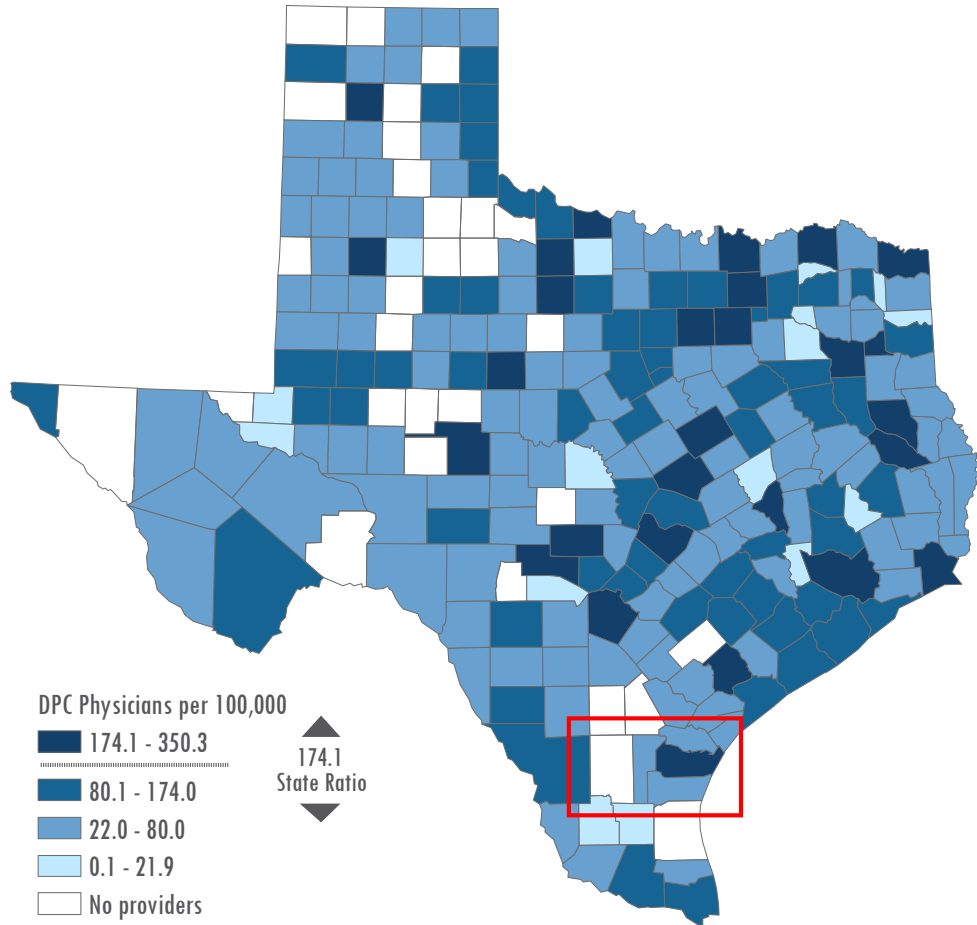 DPC Physicians per 100,000
174.1 - 350.3
80.1 - 174.0
22.0 - 80.0
0.1 - 21.9
No providers
174.1
State Ratio